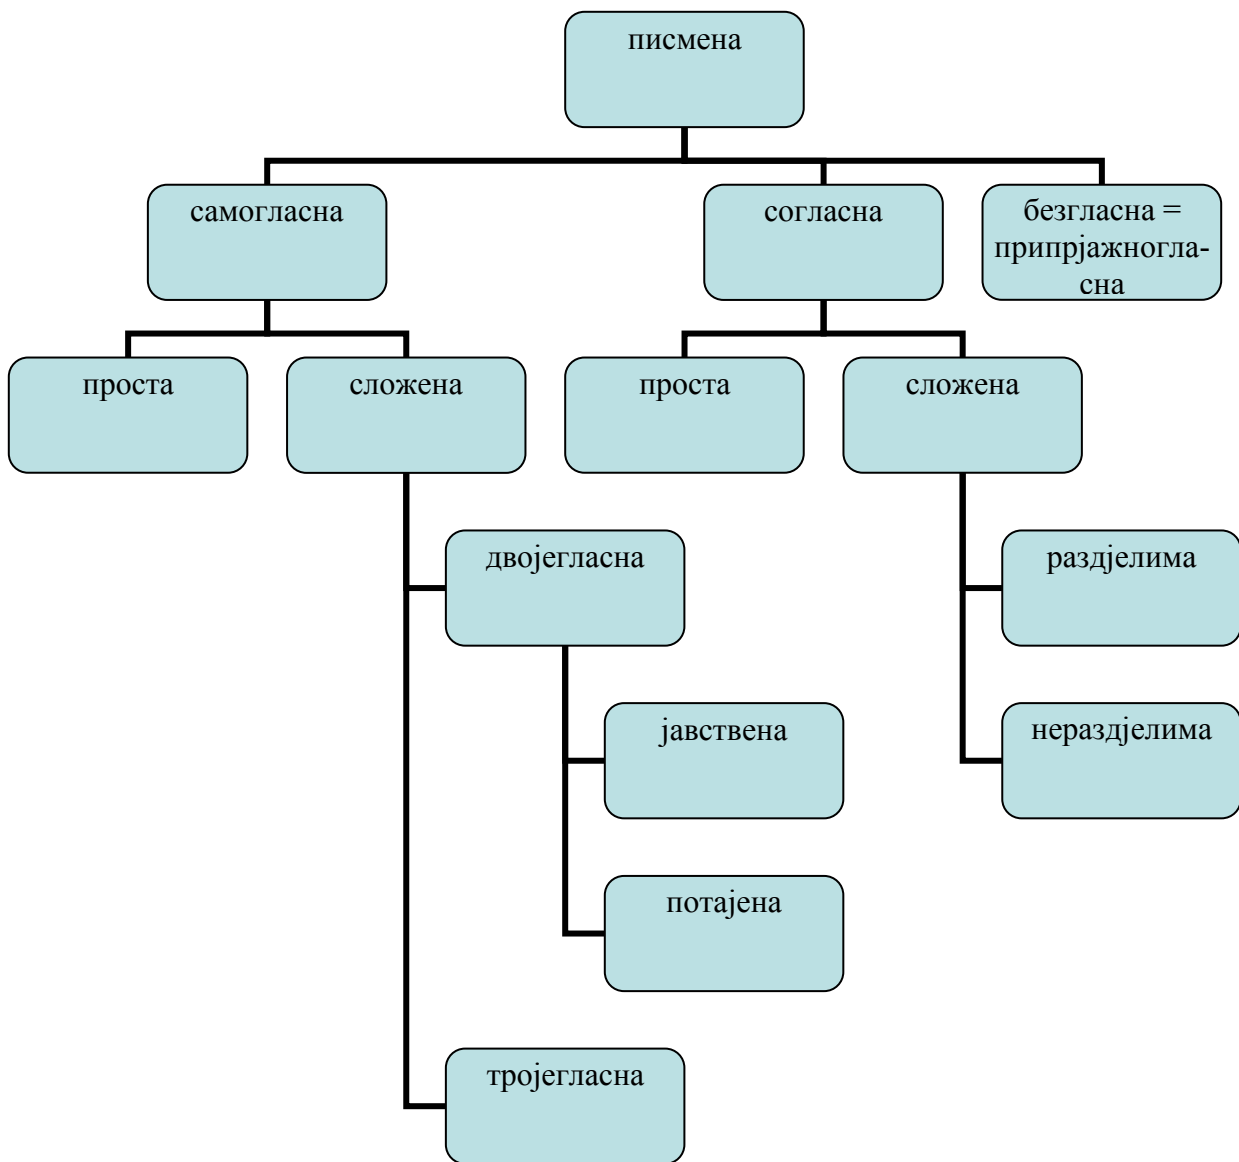 писмена
самогласна
согласна
безгласна =
припрјажногла-
сна
проста
сложена
проста
сложена
двојегласна
раздјелима
јавствена
нераздјелима
потајена
тројегласна